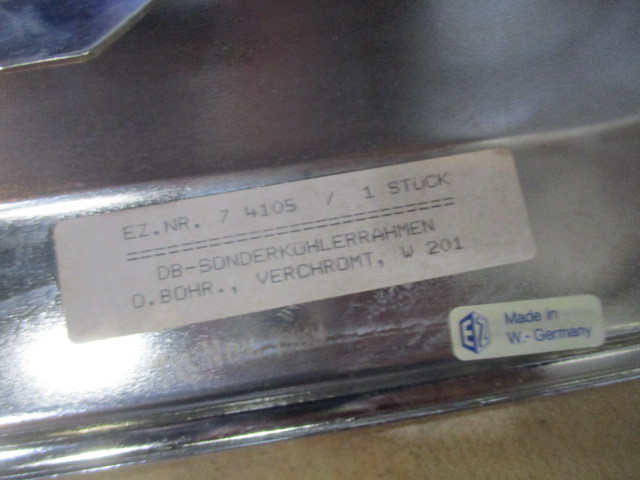 EZ.NR. 7 4105 / 1 STÜCK
================================
DB-SONDERKÜHLERRAHMEN
O.BOHR., VERCHROMT, W 201
EZ
Made in
W.- Germany